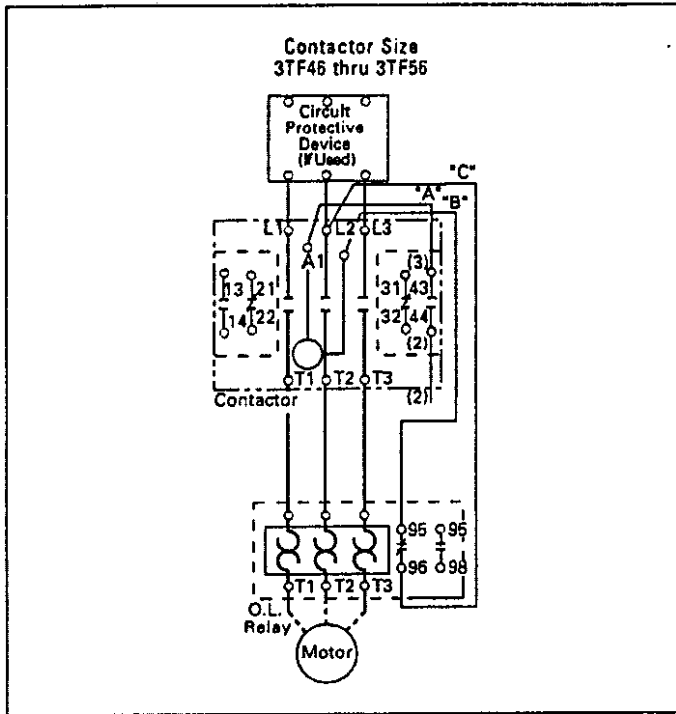 Contactor Size
3TF46 thru 3TF56
Circuit
Protective
Device
(If Used)
"C"
"A"
"B"
L1
L2
L3
A1
(3)
13
21
31
43
14
22
32
44
(2)
T1
T2
T3
Contactor
(2)
95
95
96
98
T1
T2
T3
O.L.
Relay
Motor